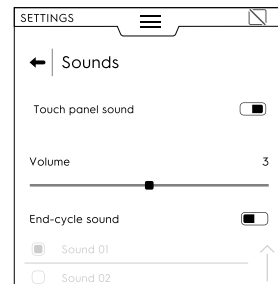 SETTINGS
Sounds
Touch panel sound
Volume 3
End-cycle sound
Sound 01
Sound 02